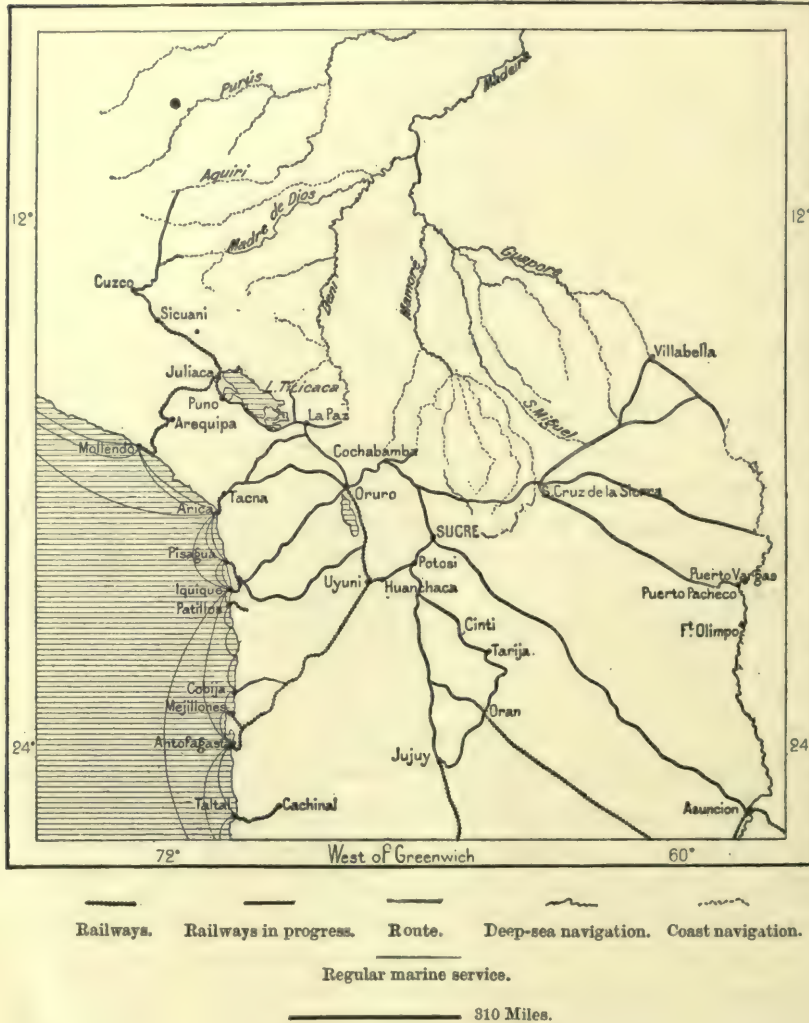 Purús
Madeira
Aquiri
12°
12°
Madre de Dios
Guapore
Cuzco
Beni
Mamoré
Sicuani
Villabella
Juliaca
L. Titicaca
S. Miguel
Puno
La Paz
Arequipa
Mollendo
Cochabamba
Tacna
Oruro
S. Cruz de la Sierra
Arica
SUCRE
Pisagua
Potosi
Puerto Vargas
Iquique
Uyuni
Huanchaca
Puerto Pacheco
Patillos
Cinti
Ft. Olimpo
Tarija.
Cobija
Mejillones
Oran
24°
Antofagasta
24
Jujuy
Taltal
Cachinal
Asuncion
72°
West of Greenwich
60°
Railways. Railways in progress. Route. Deep-sea navigation. Coast navigation.
Regular marine service.
310 Miles.